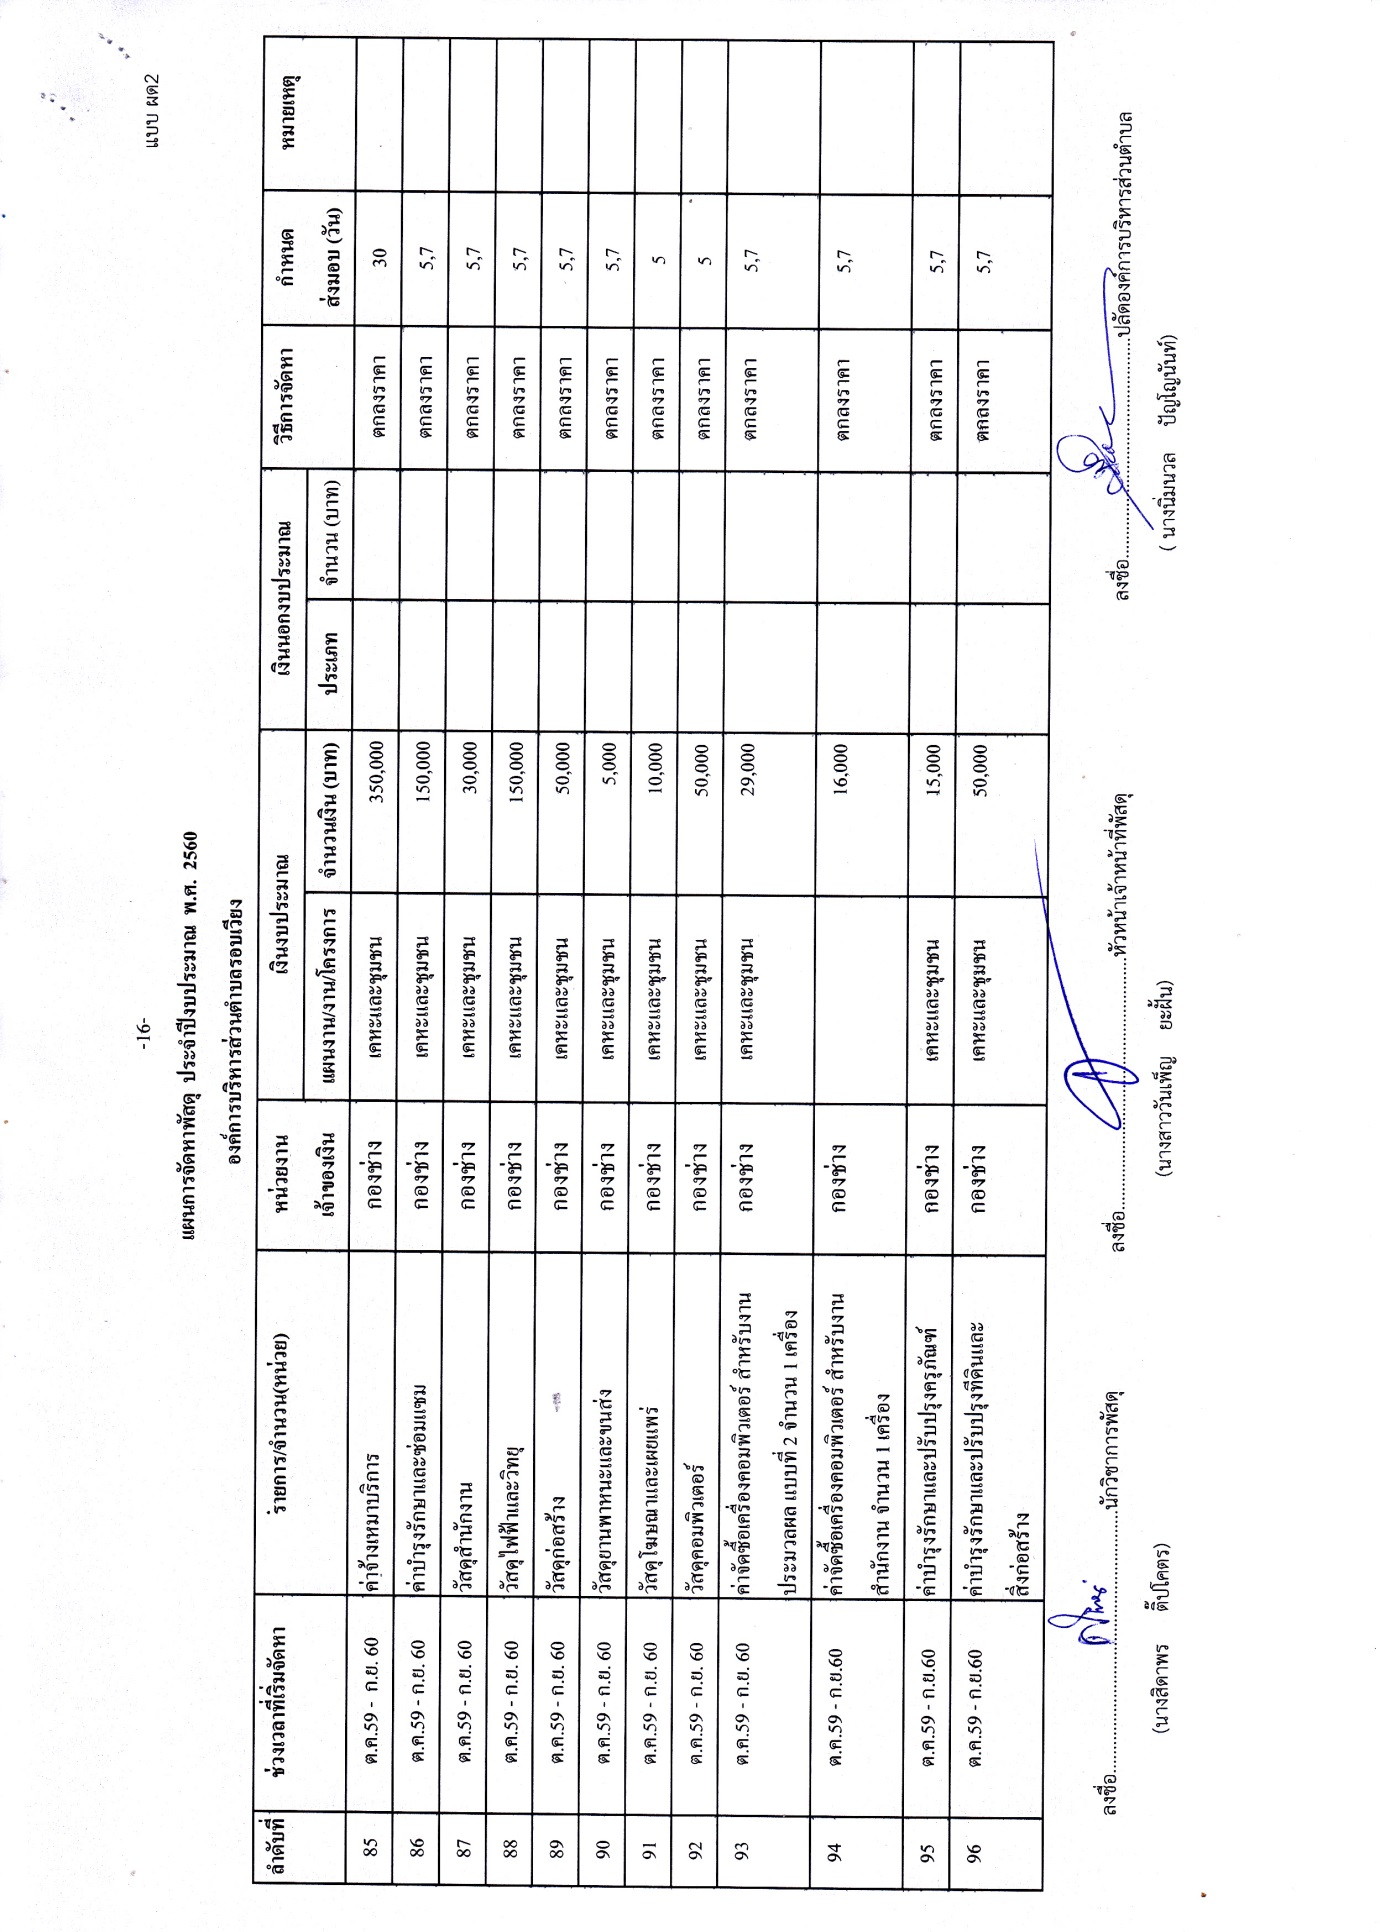 -16-
แบบ ผด2
แผนการจัดหาพัสดุ ประจำปีงบประมาณ พ.ศ. 2560
องค์การบริหารส่วนตำบลรอบเวียง
ลำดับที่ ช่วงเวลาที่เริ่มจัดหา รายการ/จำนวน(หน่วย) หน่วยงาน เงินงบประมาณ เงินนอกงบประมาณ วิธีการจัดหา กำหนด หมายเหตุ
เจ้าของเงิน แผนงาน/งาน/โครงการ จำนวนเงิน (บาท) ประเภท จำนวน (บาท) ส่งมอบ (วัน)
85 ต.ค.59 - ก.ย. 60 ค่าจ้างเหมาบริการ กองช่าง เคหะและชุมชน 350,000 ตกลงราคา 30
86 ต.ค.59 - ก.ย. 60 ค่าบำรุงรักษาและซ่อมแซม กองช่าง เคหะและชุมชน 150,000 ตกลงราคา 5,7
87 ต.ค.59 - ก.ย. 60 วัสดุสำนักงาน กองช่าง เคหะและชุมชน 30,000 ตกลงราคา 5,7
88 ต.ค.59 - ก.ย. 60 วัสดุไฟฟ้าและวิทยุ กองช่าง เคหะและชุมชน 150,000 ตกลงราคา 5,7
89 ต.ค.59 - ก.ย. 60 วัสดุก่อสร้าง กองช่าง เคหะและชุมชน 50,000 ตกลงราคา 5,7
90 ต.ค.59 - ก.ย. 60 วัสดุยานพาหนะและขนส่ง กองช่าง เคหะและชุมชน 5,000 ตกลงราคา 5,7
91 ต.ค.59 - ก.ย. 60 วัสดุโฆษณาและเผยแพร่ กองช่าง เคหะและชุมชน 10,000 ตกลงราคา 5
92 ต.ค.59 - ก.ย. 60 วัสดุคอมพิวเตอร์ กองช่าง เคหะและชุมชน 50,000 ตกลงราคา 5
93 ต.ค.59 - ก.ย. 60 ค่าจัดซื้อเครื่องคอมพิวเตอร์ สำหรับงาน กองช่าง เคหะและชุมชน 29,000 ตกลงราคา 5,7
ประมวลผล แบบที่ 2 จำนวน 1 เครื่อง
94 ต.ค.59 - ก.ย.60 ค่าจัดซื้อเครื่องคอมพิวเตอร์ สำหรับงาน กองช่าง 16,000 ตกลงราคา 5,7
สำนักงาน จำนวน 1 เครื่อง
95 ต.ค.59 - ก.ย.60 ค่าบำรุงรักษาและปรับปรุงครุภัณฑ์ กองช่าง เคหะและชุมชน 15,000 ตกลงราคา 5,7
96 ต.ค.59 - ก.ย.60 ค่าบำรุงรักษาและปรับปรุงที่ดินและ กองช่าง เคหะและชุมชน 50,000 ตกลงราคา 5,7
สิ่งก่อสร้าง
ลงชื่อ....................นักวิชาการพัสดุ ลงชื่อ....................หัวหน้าเจ้าหน้าที่พัสดุ ลงชื่อ....................ปลัดองค์การบริหารส่วนตำบล
(นางสิดาพร ติ๊ปโคตร) (นางสาววันเพ็ญ ยะฝั้น) ( นางนิ่มนวล ปัญโญนันท์)